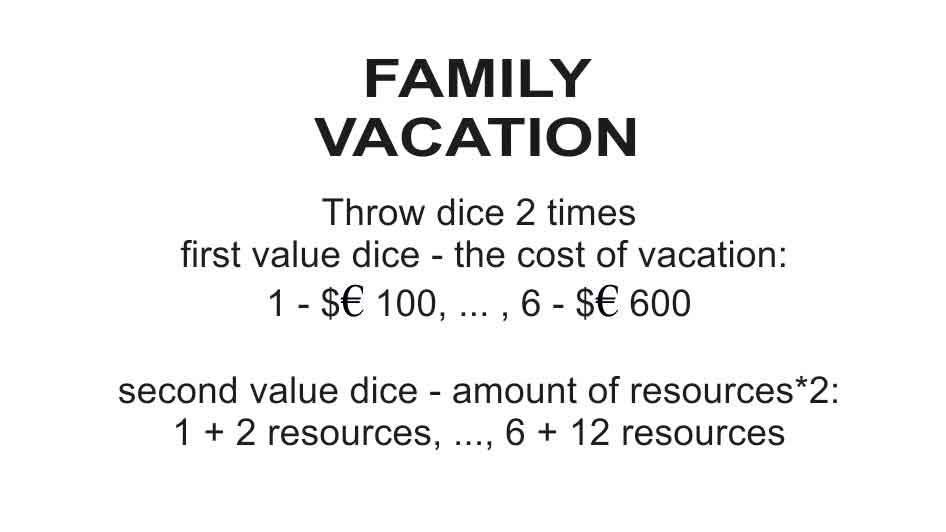 FAMILY
VACATION
Throw dice 2 times
first value dice - the cost of vacation:
1 - $€ 100, ... , 6 - $€ 600
second value dice - amount of resources*2:
1 + 2 resources, ..., 6 + 12 resources